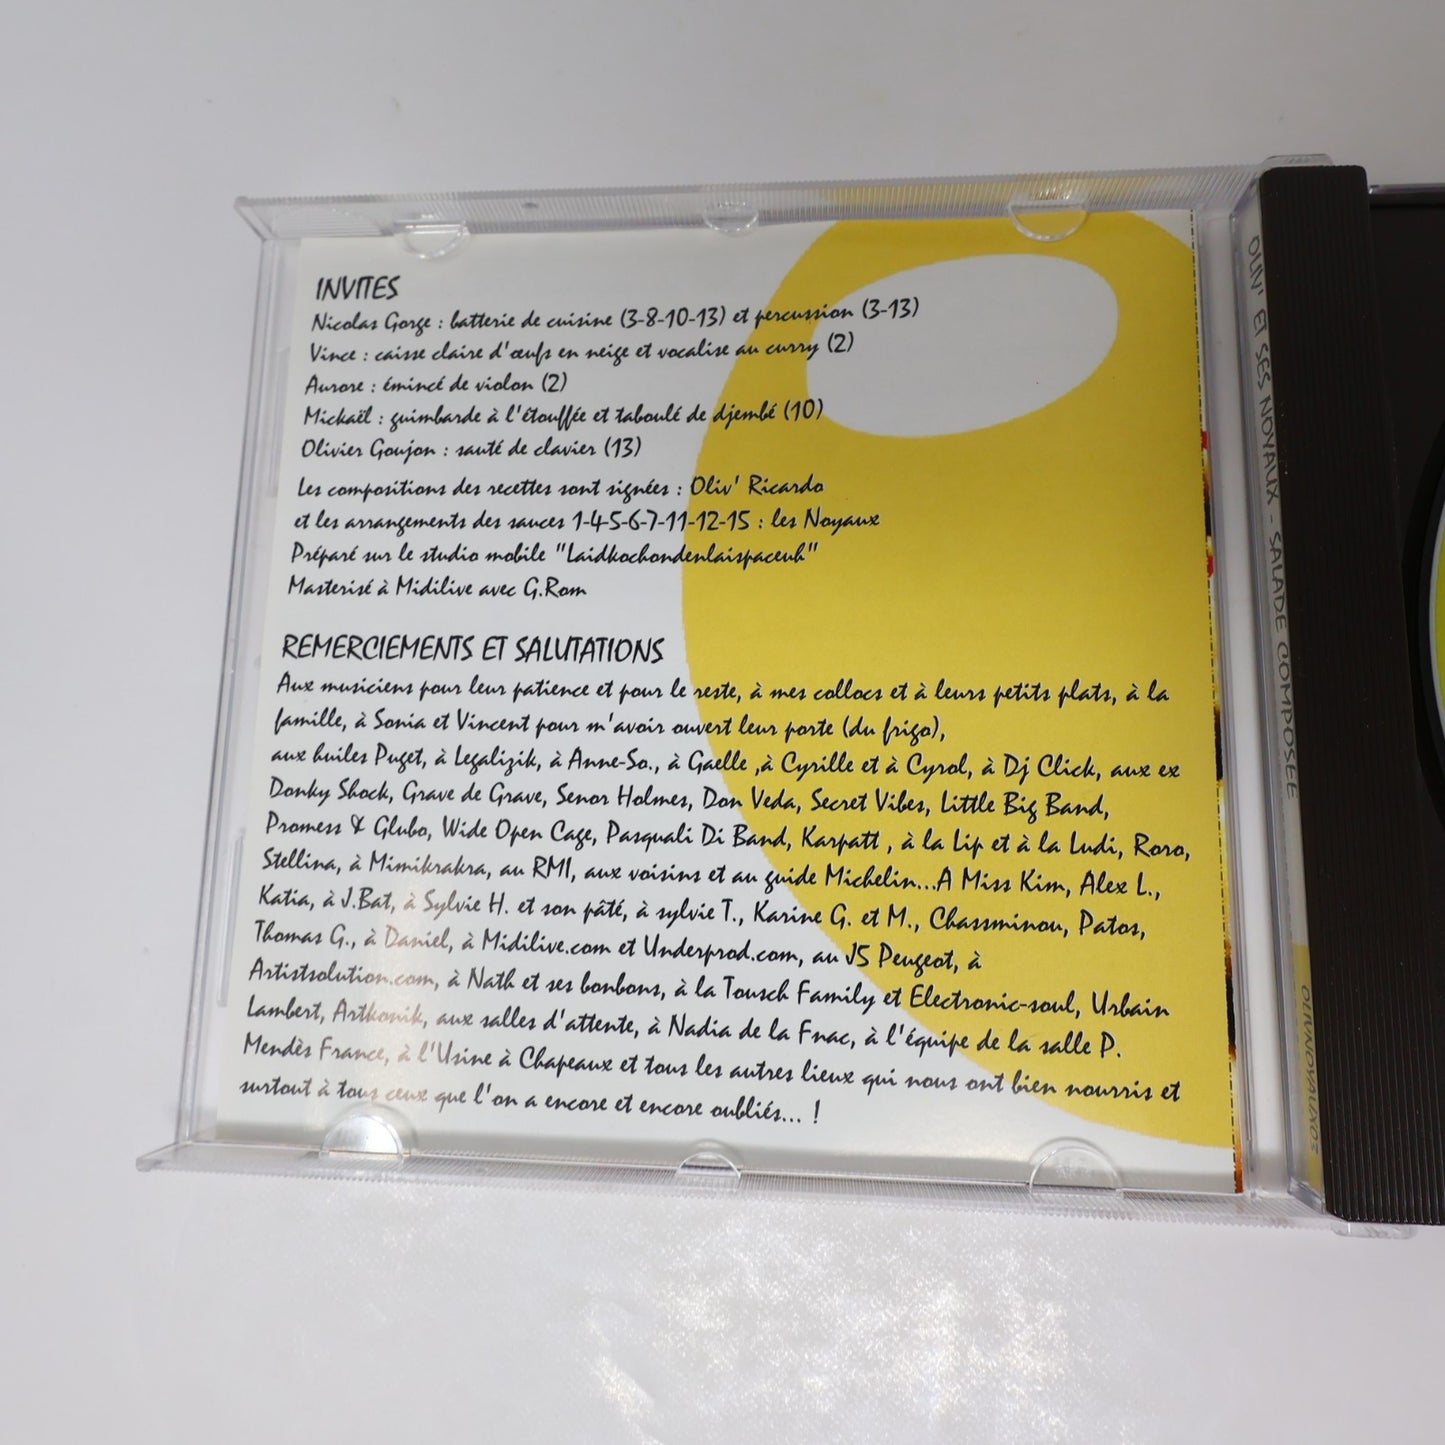 INVITES
Nicolas Gorge : batterie de cuisine (3-8-10-13) et percussion (3-13)
Vince : caisse claire d'œufs en neige et vocalise au curry (2)
Aurore : émincé de violon (2)
Mickaël : guimbarde à l'étouffée et taboulé de djembé (10)
Olivier Goujon : sauté de clavier (13)
Les compositions des recettes sont signées : Oliv' Ricardo
et les arrangements des sauces 1-4-5-6-7-11-12-15 : les Noyaux
Préparé sur le studio mobile "Laidkochondenlaispaceuh"
Masterisé à Midilive avec G.Rom
REMERCIEMENTS ET SALUTATIONS
Aux musiciens pour leur patience et pour le reste, à mes collocs et à leurs petits plats, à la
famille, à Sonia et Vincent pour m'avoir ouvert leur porte (du frigo),
aux huiles Puget, à Legalizik, à Anne-So., à Gaelle ,à Cyrille et à Cyrol, à Dj Click, aux ex
Donky Shock, Grave de Grave, Senor Holmes, Don Veda, Secret Vibes, Little Big Band,
Promess & Glubo, Wide Open Cage, Pasquali Di Band, Karpatt , à la Lip et à la Ludi, Roro,
Stellina, à Mimikrakra, au RMI, aux voisins et au guide Michelin...A Miss Kim, Alex L.,
Katia, à J.Bat, à Sylvie H. et son pâté, à sylvie T., Karine G. et M., Chassminou, Patos,
Thomas G., à Daniel, à Midilive.com et Underprod.com, au J5 Peugeot, à
Artistsolution.com, à Nath et ses bonbons, à la Tousch Family et Electronic-soul, Urbain
Lambert, Artkonik, aux salles d'attente, à Nadia de la Fnac, à l'équipe de la salle P.
Mendès France, à l'Usine à Chapeaux et tous les autres lieux qui nous ont bien nourris et
surtout à tous ceux que l'on a encore et encore oubliés... !
OLIV' ET SES NOYAUX - SALADE COMPOSÉE
OLIVNOYAUX02